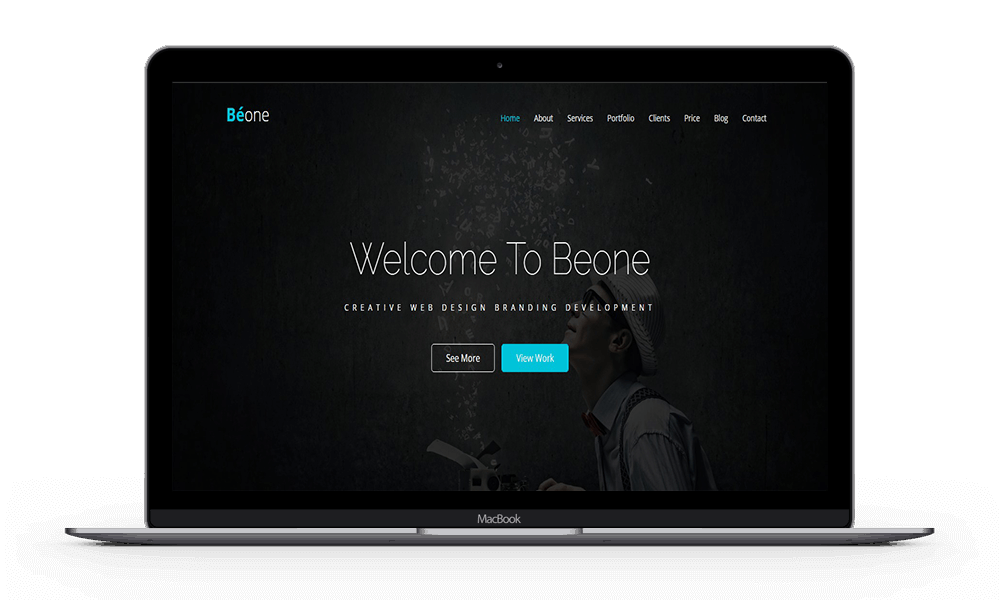 Béone
Home About Services Portfolio Clients Price Blog Contact
Welcome To Beone
CREATIVE WEB DESIGN BRANDING DEVELOPMENT
See More View Work
MacBook